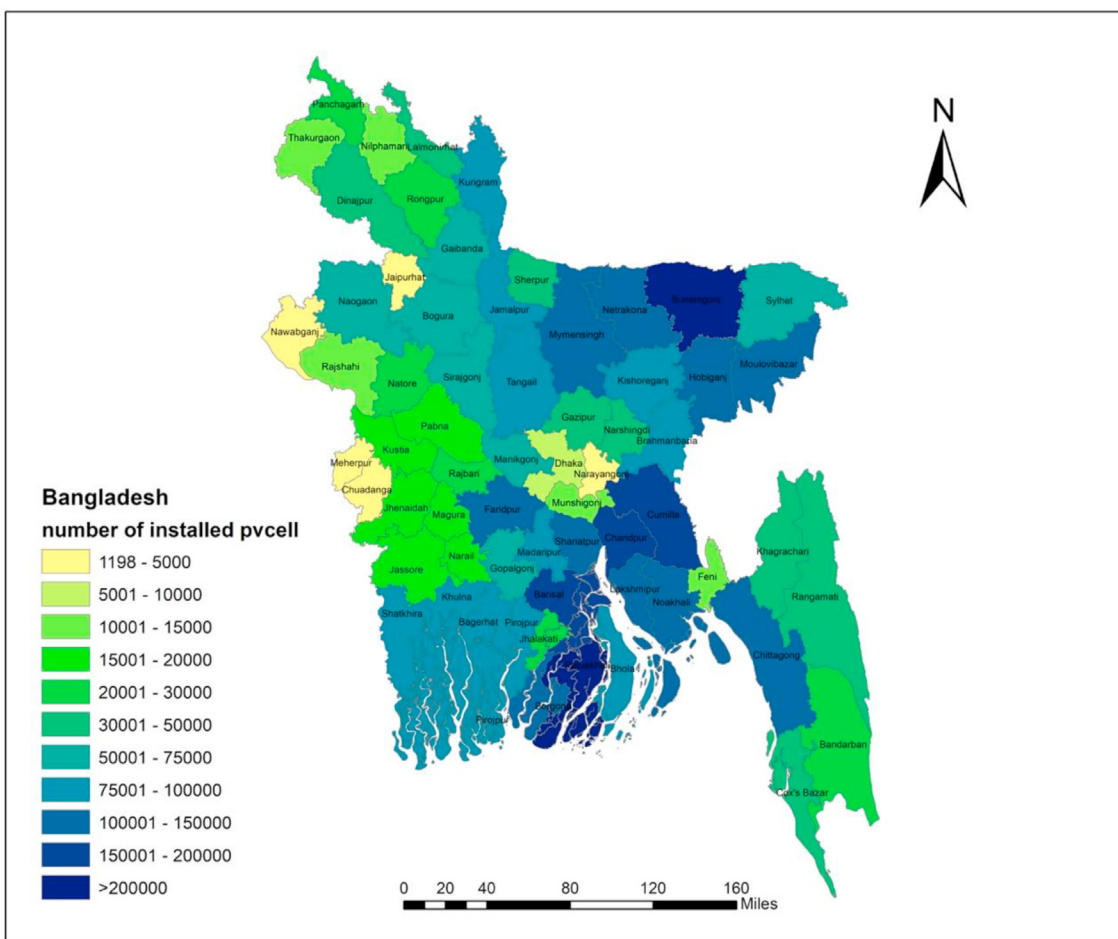 N
Panchagarh
Thakurgaon
Nilphamari
Lalmonirhat
Kurigram
Dinajpur
Rongpur
Gaibanda
Jaipurhat
Sherpur
Sunamganj
Sylhet
Naogaon
Jamalpur
Netrakona
Bogura
Mymensingh
Nawabganj
Moulovibazar
Rajshahi
Sirajgonj
Natore
Tangail
Kishoreganj
Hobiganj
Gazipur
Pabna
Narshingdi
Brahmanbaria
Kustia
Manikgonj
Dhaka
Meherpur
Rajbari
Narayangonj
Chuadanga
Munshigonj
Jhenaidah
Magura
Faridpur
Cumilla
Shariatpur
Chandpur
Madaripur
Khagrachari
Jassore
Narail
Gopalgonj
Feni
Lakshmipur
Barisal
Khulna
Noakhali
Rangamati
Shatkhira
Bagerhat
Pirojpur
Jhalakati
Chittagong
Bhola
Borgona
Pirojpur
Bandarban
Cox's Bazar
Bangladesh
number of installed pvcell
1198 - 5000
5001 - 10000
10001 - 15000
15001 - 20000
20001 - 30000
30001 - 50000
50001 - 75000
75001 - 100000
100001 - 150000
150001 - 200000
>200000
0 20 40 80 120 160
Miles